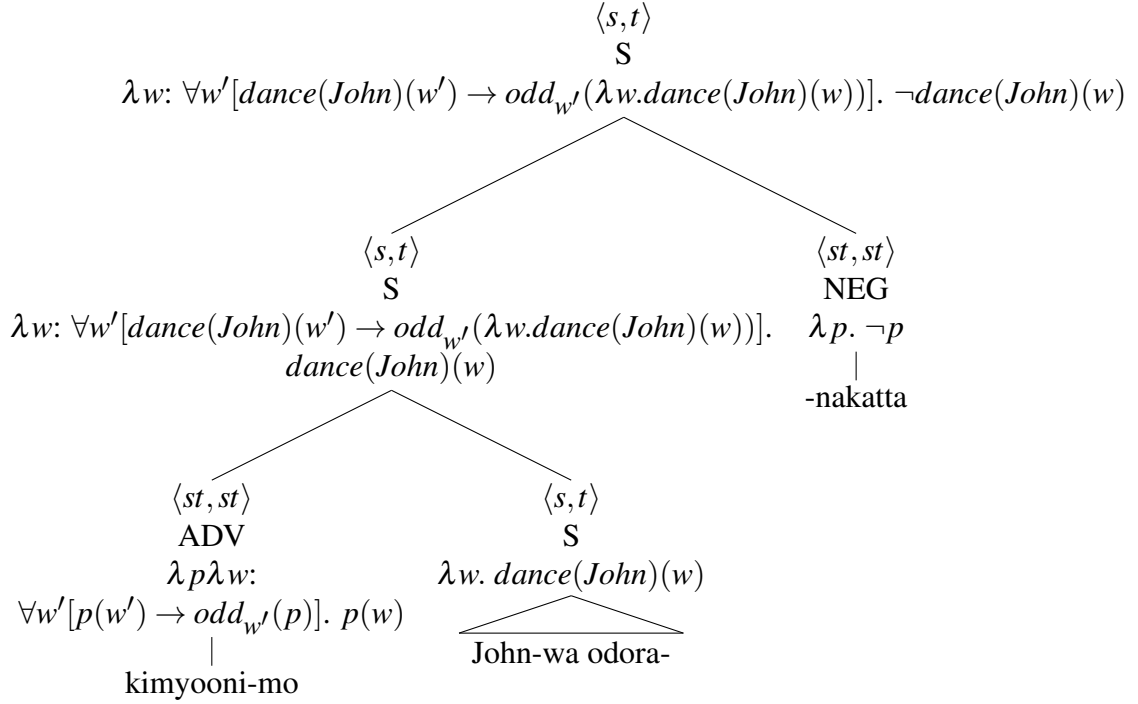 ⟨s,t⟩
S
λw: ∀w′[dance(John)(w′) → odd_w′(λw.dance(John)(w))]. ¬dance(John)(w)
⟨s,t⟩ ⟨st,st⟩
S NEG
λw: ∀w′[dance(John)(w′) → odd_w′(λw.dance(John)(w))]. λp. ¬p
dance(John)(w)
-nakatta
⟨st,st⟩ ⟨s,t⟩
ADV S
λpλw: λw. dance(John)(w)
∀w′[p(w′) → odd_w′(p)]. p(w)
John-wa odora-
kimyooni-mo